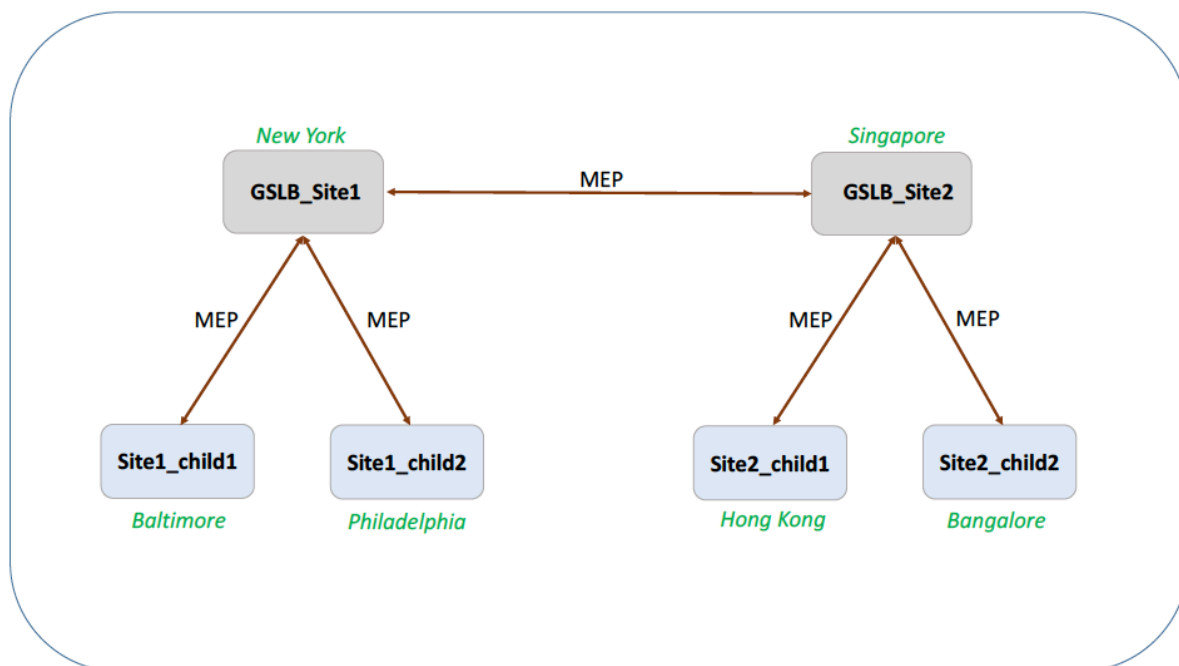 New York
Singapore
GSLB_Site1
MEP
GSLB_Site2
MEP
MEP
MEP
MEP
Site1_child1
Site1_child2
Site2_child1
Site2_child2
Baltimore
Philadelphia
Hong Kong
Bangalore